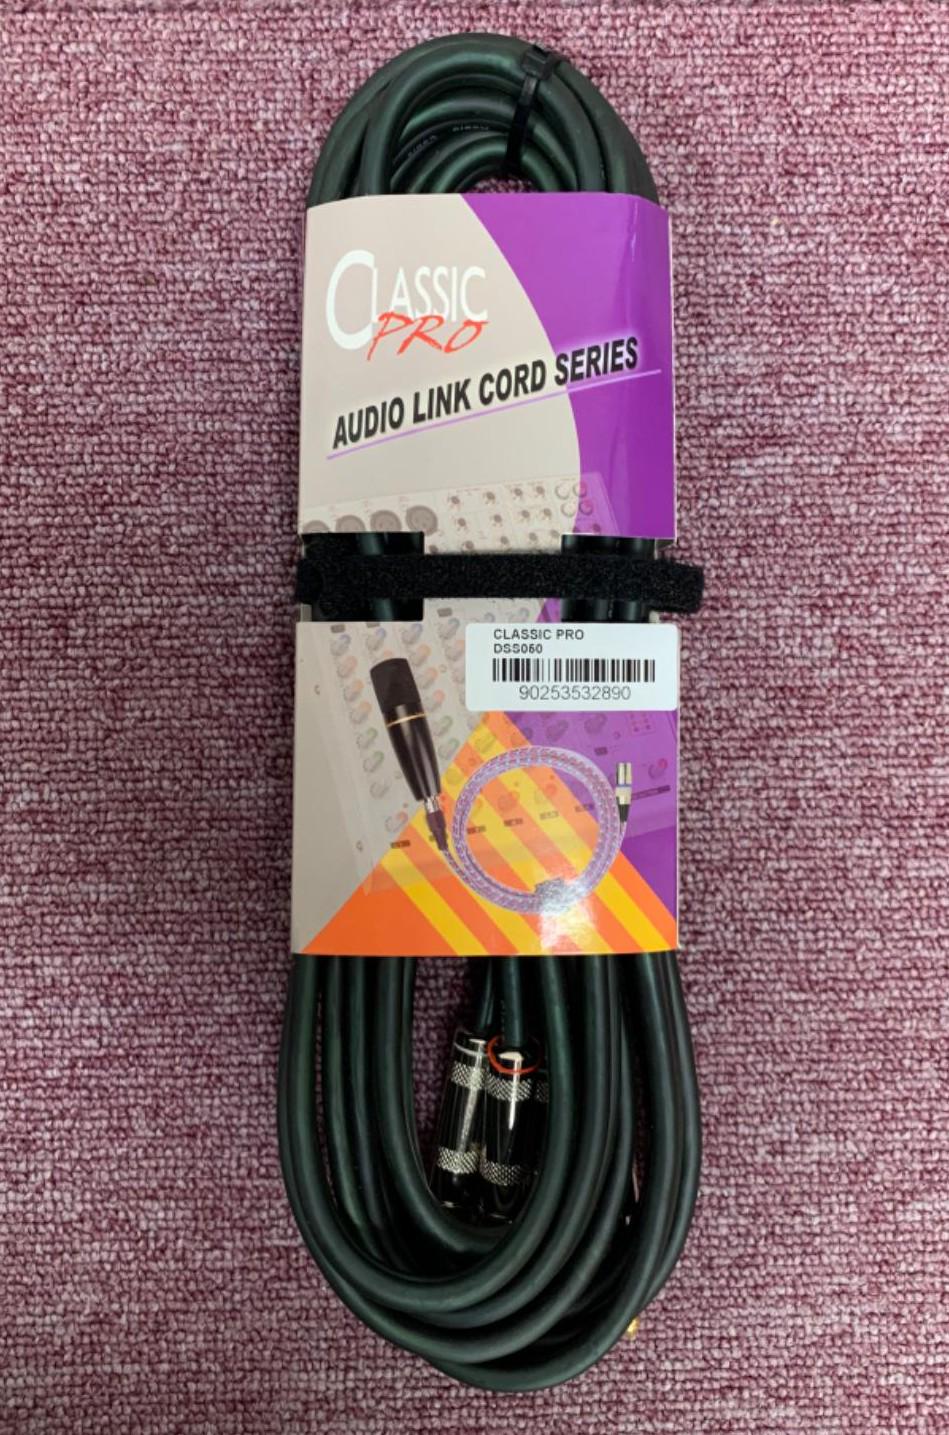 CLASSIC
PRO
AUDIO LINK CORD SERIES
CLASSIC PRO
DSS050
90253532890